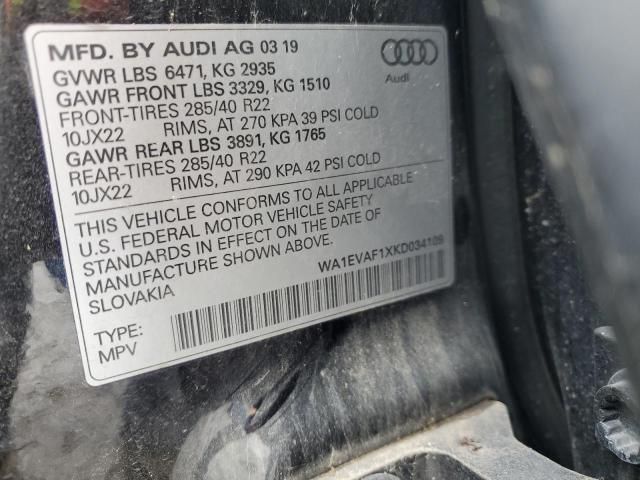 MFD. BY AUDI AG 03 19
GVWR LBS 6471, KG 2935
GAWR FRONT LBS 3329, KG 1510
FRONT-TIRES 285/40 R22
10JX22 RIMS, AT 270 KPA 39 PSI COLD
GAWR REAR LBS 3891, KG 1765
REAR-TIRES 285/40 R22
10JX22 RIMS, AT 290 KPA 42 PSI COLD
Audi
THIS VEHICLE CONFORMS TO ALL APPLICABLE
U.S. FEDERAL MOTOR VEHICLE SAFETY
STANDARDS IN EFFECT ON THE DATE OF
MANUFACTURE SHOWN ABOVE.
SLOVAKIA
WA1EVAF1XKD034109
TYPE:
MPV